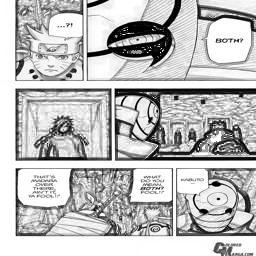 ...?!
BOTH?
THAT'S
MADARA
OVER
THERE,
AIN'T IT,
YA FOOL!?
WHAT
DO YOU
MEAN,
BOTH?
FOOL!?
KABUTO
...
COLORED
MANGA.COM